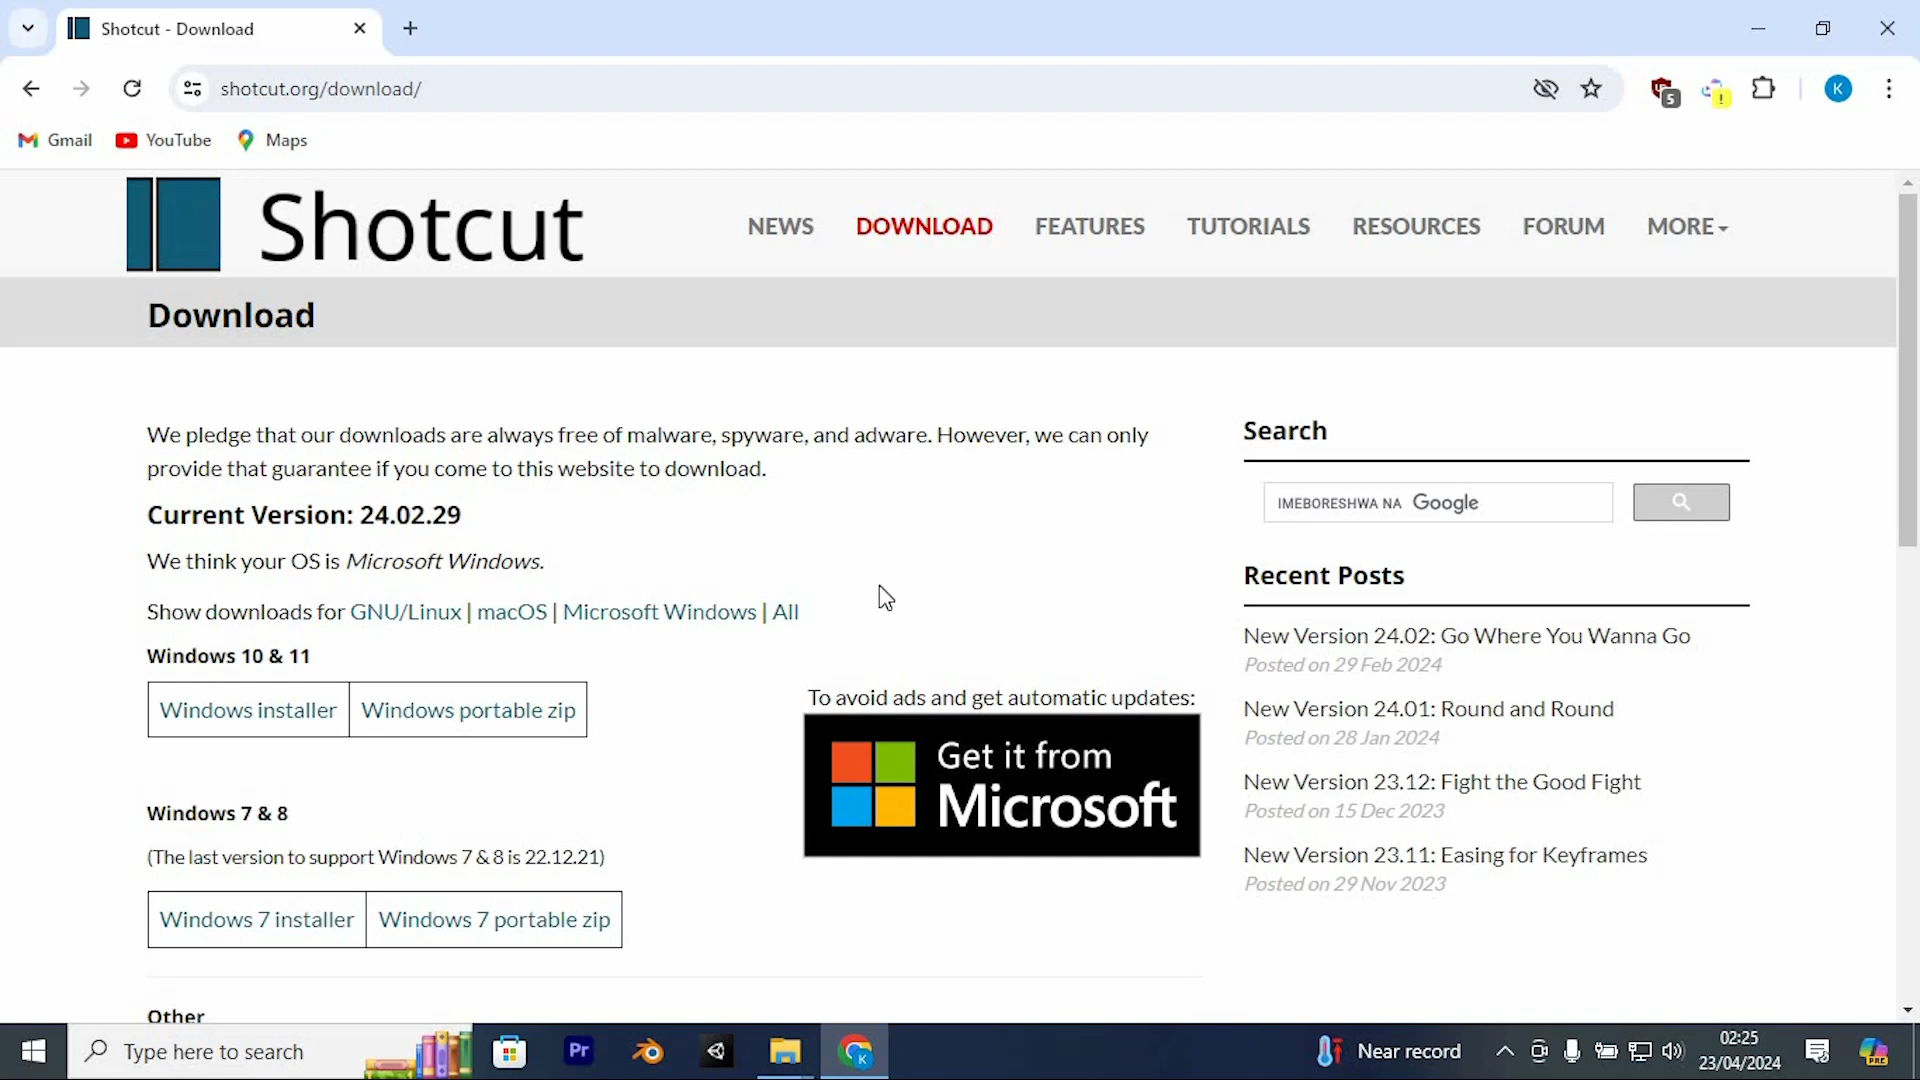 Shotcut - Download
shotcut.org/download/
5
!
K
Gmail
YouTube
Maps
Shotcut
NEWS
DOWNLOAD
FEATURES
TUTORIALS
RESOURCES
FORUM
MORE
Download
We pledge that our downloads are always free of malware, spyware, and adware. However, we can only
provide that guarantee if you come to this website to download.
Current Version: 24.02.29
We think your OS is Microsoft Windows.
Show downloads for GNU/Linux | macOS | Microsoft Windows | All
Windows 10 & 11
Windows installer
Windows portable zip
To avoid ads and get automatic updates:
Get it from
Microsoft
Windows 7 & 8
(The last version to support Windows 7 & 8 is 22.12.21)
Windows 7 installer
Windows 7 portable zip
Other
Search
IMEBORESHWA NA Google
Recent Posts
New Version 24.02: Go Where You Wanna Go
Posted on 29 Feb 2024
New Version 24.01: Round and Round
Posted on 28 Jan 2024
New Version 23.12: Fight the Good Fight
Posted on 15 Dec 2023
New Version 23.11: Easing for Keyframes
Posted on 29 Nov 2023
Type here to search
Pr
K
Near record
02:25
23/04/2024
PRE